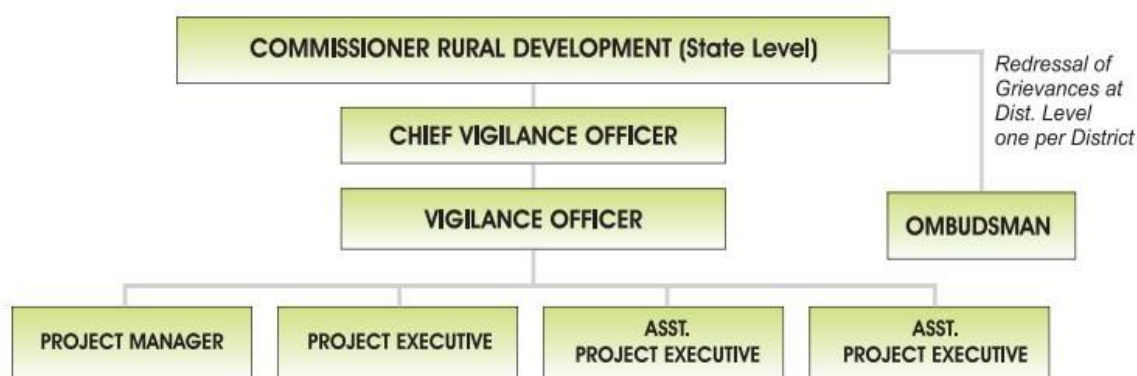 COMMISSIONER RURAL DEVELOPMENT (State Level)
Redressal of
Grievances at
Dist. Level
one per District
CHIEF VIGILANCE OFFICER
VIGILANCE OFFICER
OMBUDSMAN
PROJECT MANAGER
PROJECT EXECUTIVE
ASST.
PROJECT EXECUTIVE
ASST.
PROJECT EXECUTIVE